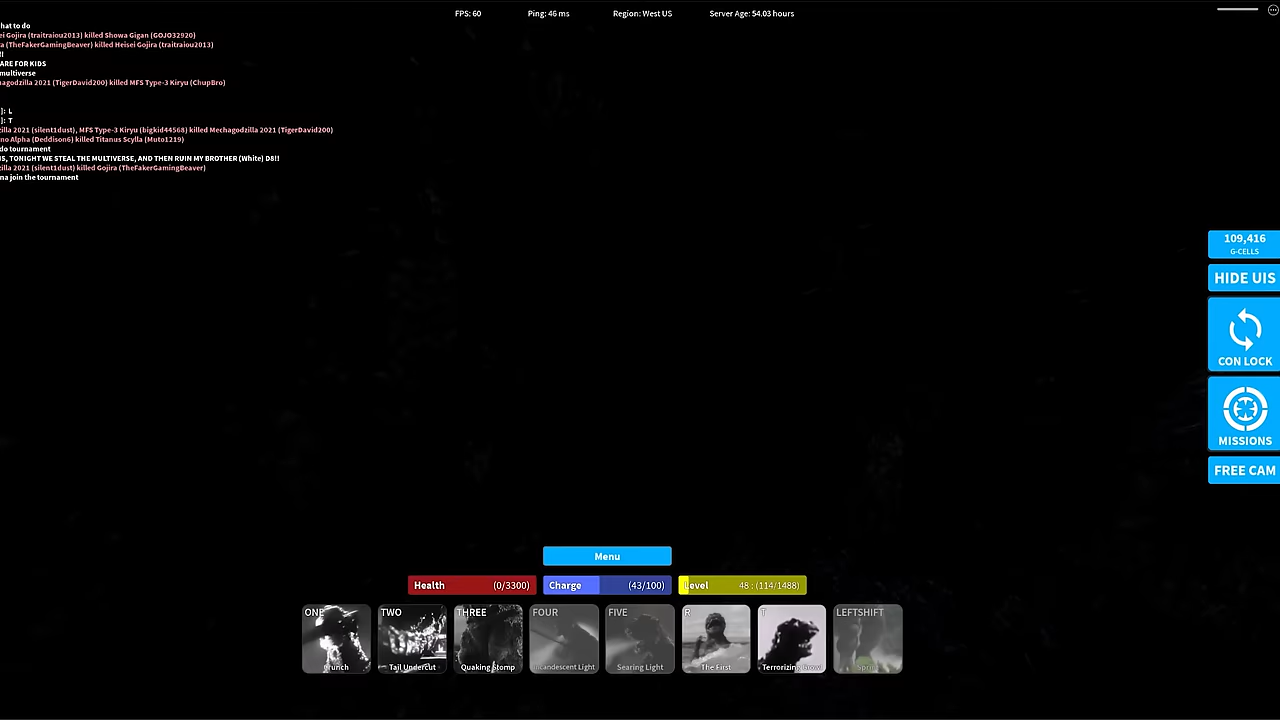 FPS: 60
Ping: 46 ms
Region: West US
Server Age: 54.03 hours
hat to do
ei Gojira (traitraiou2013) killed Showa Gigan (GOJO32920)
a (TheFakerGamingBeaver) killed Heisei Gojira (traitraiou2013)
!!
ARE FOR KIDS
multiverse
nagodzilla 2021 (TigerDavid200) killed MFS Type-3 Kiryu (ChupBro)
]: L
]: T
zilla 2021 (silent1dust), MFS Type-3 Kiryu (bigkid44568) killed Mechagodzilla 2021 (TigerDavid200)
no Alpha (Deddison6) killed Titanus Scylla (Muto1219)
do tournament
IS, TONIGHT WE STEAL THE MULTIVERSE, AND THEN RUIN MY BROTHER (White) D8!!
zilla 2021 (silent1dust) killed Gojira (TheFakerGamingBeaver)
na join the tournament
109,416
G-CELLS
HIDE UIS
CON LOCK
MISSIONS
FREE CAM
Menu
Health (0/3300)
Charge (43/100)
Level 48 : (114/1488)
ONE
TWO
THREE
FOUR
FIVE
R
T
LEFTSHIFT
Tail Undercut
Quaking Stomp
Incandescent Light
Searing Light
The First
Terrorizing